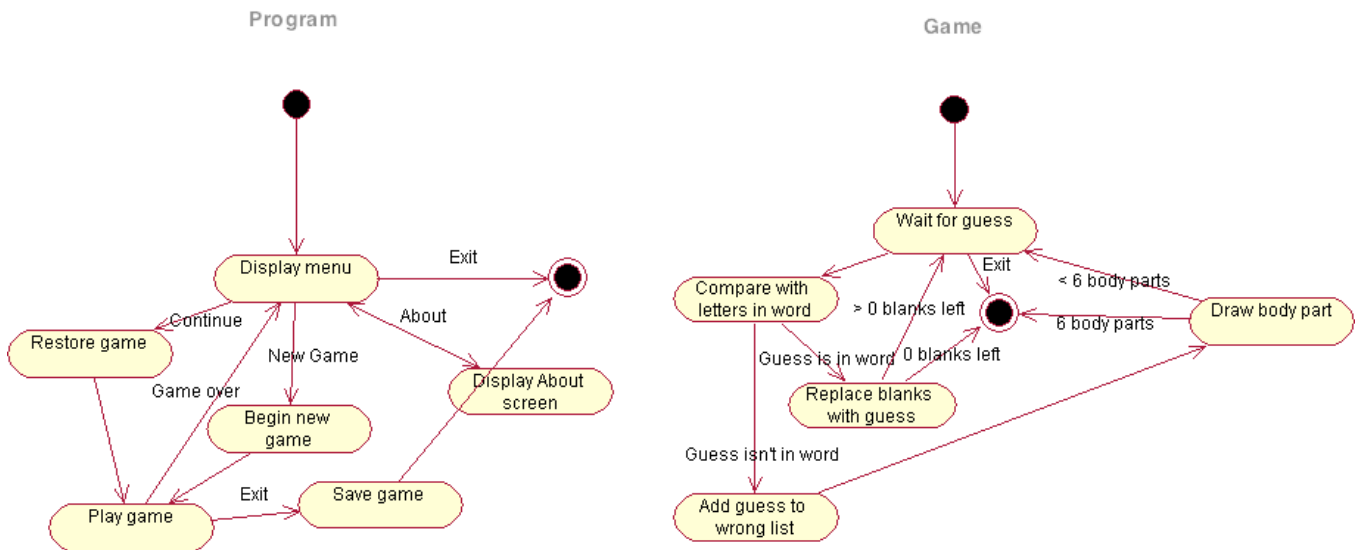 Program
Display menu
Exit
Continue
About
Restore game
New Game
Game over
Display About
screen
Begin new
game
Exit
Save game
Play game
Game
Wait for guess
Exit
Compare with
letters in word
< 6 body parts
> 0 blanks left
6 body parts
Draw body part
Guess is in word
0 blanks left
Replace blanks
with guess
Guess isn't in word
Add guess to
wrong list